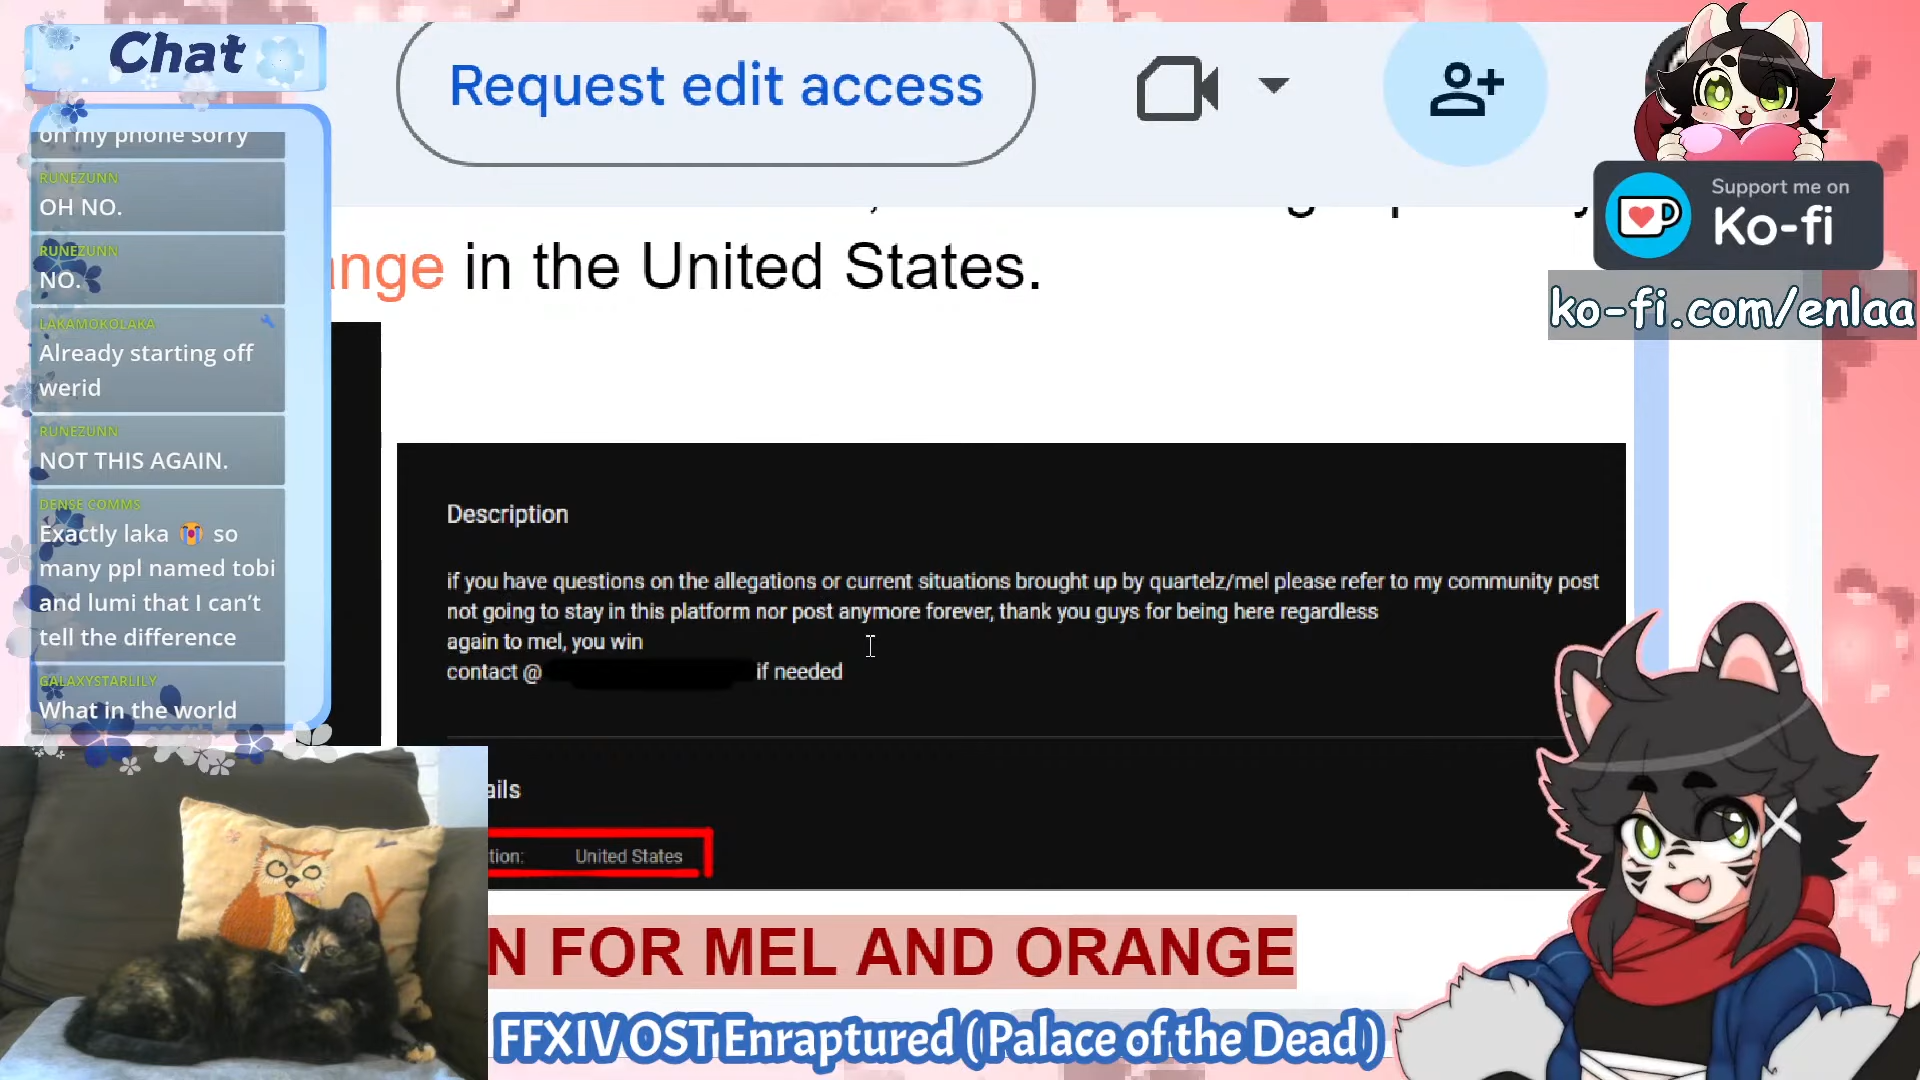 Chat
on my phone sorry
RUNEZUNN
OH NO.
RUNEZUNN
NO.
LAKAMOKOLAKA
Already starting off
werid
RUNEZUNN
NOT THIS AGAIN.
DENSE COMMS
Exactly laka 😭 so
many ppl named tobi
and lumi that I can't
tell the difference
GALAXYSTARLILY
What in the world
Request edit access
Support me on
Ko-fi
ko-fi.com/enlaa
nge in the United States.
Description
if you have questions on the allegations or current situations brought up by quartelz/mel please refer to my community post
not going to stay in this platform nor post anymore forever, thank you guys for being here regardless
again to mel, you win
contact @ if needed
ails
tion: United States
N FOR MEL AND ORANGE
FFXIV OST Enraptured ( Palace of the Dead )